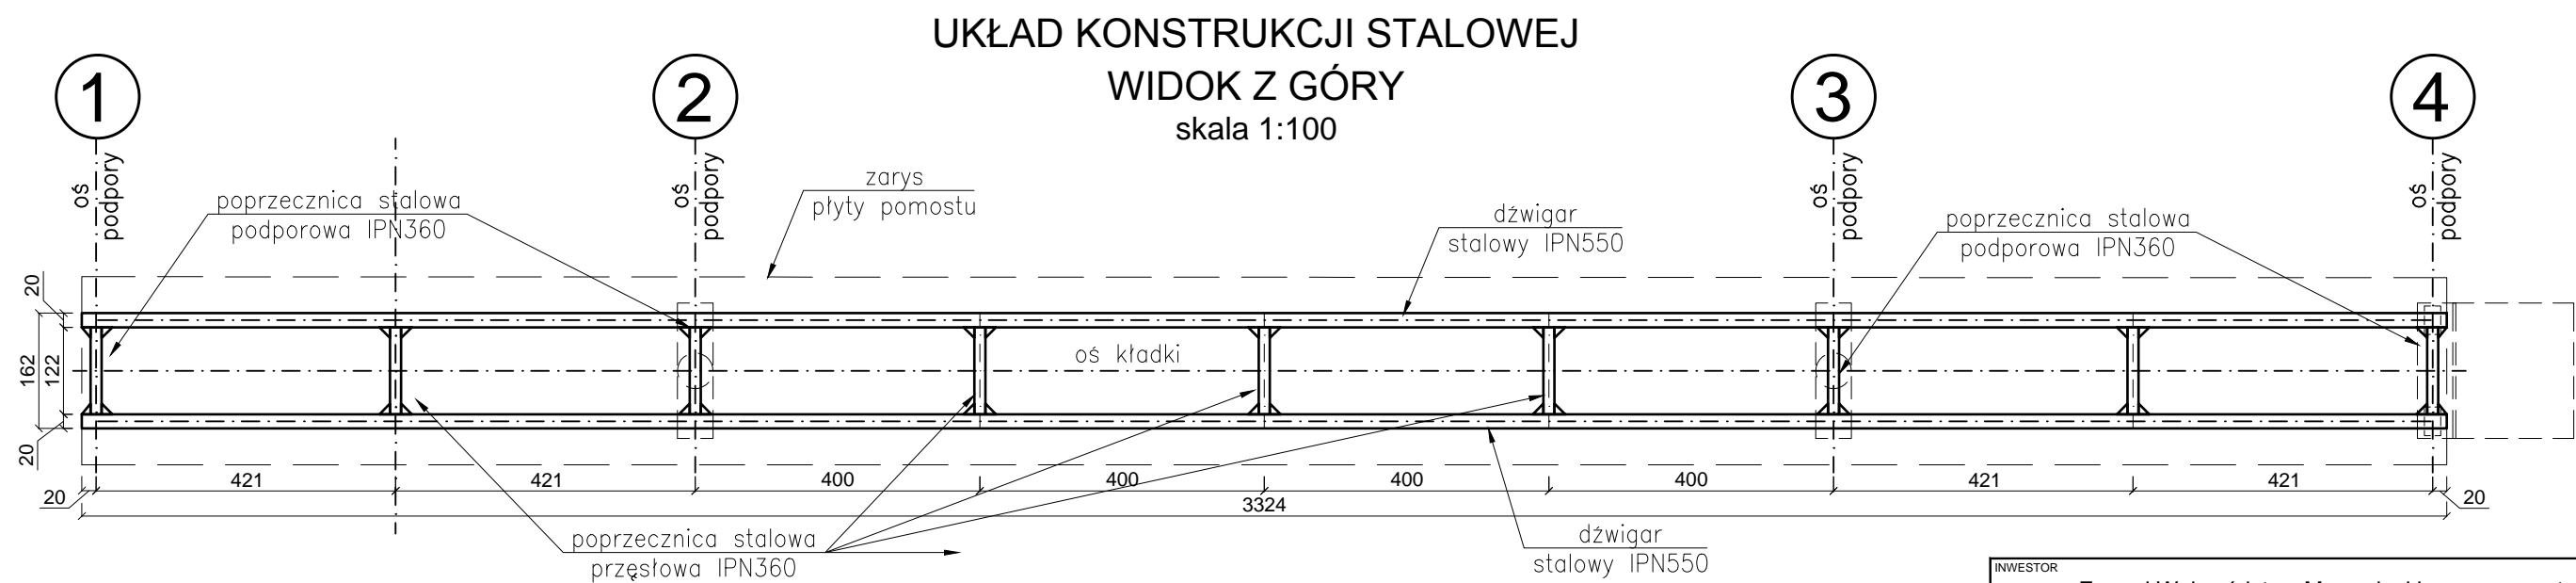 UKŁAD KONSTRUKCJI STALOWEJ
WIDOK Z GÓRY
skala 1:100
1
2
3
4
oś
podpory
oś
podpory
oś
podpory
oś
podpory
poprzecznica stalowa
podporowa IPN360
zarys
płyty pomostu
dźwigar
stalowy IPN550
poprzecznica stalowa
podporowa IPN360
20
162
122
20
oś kładki
20
421
421
400
400
400
400
421
421
20
3324
poprzecznica stalowa
przęsłowa IPN360
dźwigar
stalowy IPN550
INWESTOR